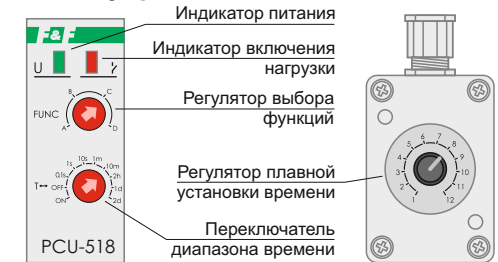 Индикатор питания
F&F
Индикатор включения
нагрузки
U
Регулятор выбора
функций
FUNC
A B C D
Регулятор плавной
установки времени
T↔
ON OFF 0,1s 1s 10s 1m 10m 2h 1d 2d
Переключатель
диапазона времени
PCU-518
1 2 3 4 5 6 7 8 9 10 11 12